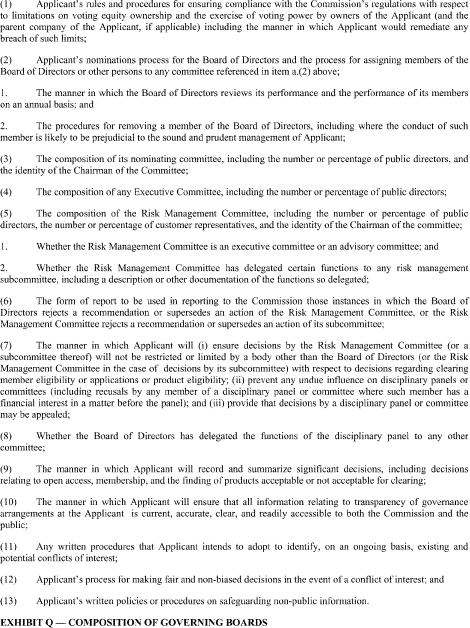 (1) Applicant's rules and procedures for ensuring compliance with the Commission's regulations with respect
to limitations on voting equity ownership and the exercise of voting power by owners of the Applicant (and the
parent company of the Applicant, if applicable) including the manner in which Applicant would remediate any
breach of such limits;
(2) Applicant's nominations process for the Board of Directors and the process for assigning members of the
Board of Directors or other persons to any committee referenced in item a.(2) above;
1. The manner in which the Board of Directors reviews its performance and the performance of its members
on an annual basis; and
2. The procedures for removing a member of the Board of Directors, including where the conduct of such
member is likely to be prejudicial to the sound and prudent management of Applicant;
(3) The composition of its nominating committee, including the number or percentage of public directors, and
the identity of the Chairman of the Committee;
(4) The composition of any Executive Committee, including the number or percentage of public directors;
(5) The composition of the Risk Management Committee, including the number or percentage of public
directors, the number or percentage of customer representatives, and the identity of the Chairman of the committee;
1. Whether the Risk Management Committee is an executive committee or an advisory committee; and
2. Whether the Risk Management Committee has delegated certain functions to any risk management
subcommittee, including a description or other documentation of the functions so delegated;
(6) The form of report to be used in reporting to the Commission those instances in which the Board of
Directors rejects a recommendation or supersedes an action of the Risk Management Committee, or the Risk
Management Committee rejects a recommendation or supersedes an action of its subcommittee;
(7) The manner in which Applicant will (i) ensure decisions by the Risk Management Committee (or a
subcommittee thereof) will not be restricted or limited by a body other than the Board of Directors (or the Risk
Management Committee in the case of decisions by its subcommittee) with respect to decisions regarding clearing
member eligibility or applications or product eligibility; (ii) prevent any undue influence on disciplinary panels or
committees (including recusals by any member of a disciplinary panel or committee where such member has a
financial interest in a matter before the panel); and (iii) provide that decisions by a disciplinary panel or committee
may be appealed;
(8) Whether the Board of Directors has delegated the functions of the disciplinary panel to any other
committee;
(9) The manner in which Applicant will record and summarize significant decisions, including decisions
relating to open access, membership, and the finding of products acceptable or not acceptable for clearing;
(10) The manner in which Applicant will ensure that all information relating to transparency of governance
arrangements at the Applicant is current, accurate, clear, and readily accessible to both the Commission and the
public;
(11) Any written procedures that Applicant intends to adopt to identify, on an ongoing basis, existing and
potential conflicts of interest;
(12) Applicant's process for making fair and non-biased decisions in the event of a conflict of interest; and
(13) Applicant's written policies or procedures on safeguarding non-public information.
EXHIBIT Q — COMPOSITION OF GOVERNING BOARDS